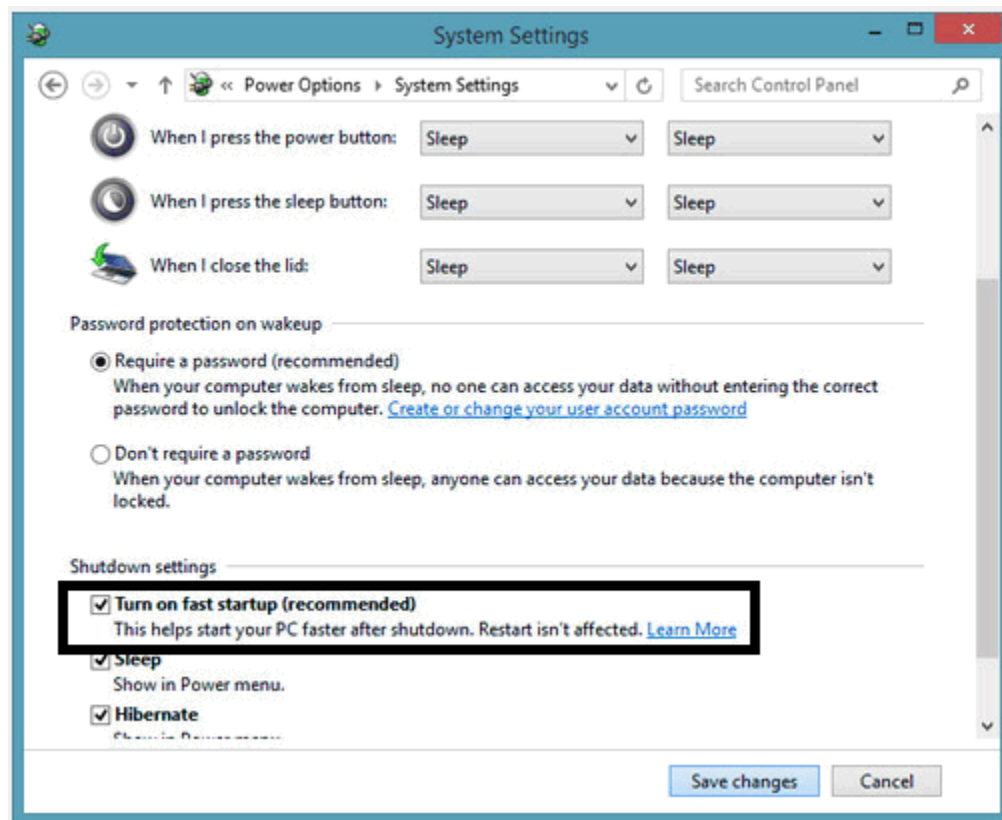 System Settings
« Power Options System Settings Search Control Panel
When I press the power button: Sleep Sleep
When I press the sleep button: Sleep Sleep
When I close the lid: Sleep Sleep
Password protection on wakeup
Require a password (recommended)
When your computer wakes from sleep, no one can access your data without entering the correct
password to unlock the computer. Create or change your user account password
Don't require a password
When your computer wakes from sleep, anyone can access your data because the computer isn't
locked.
Shutdown settings
Turn on fast startup (recommended)
This helps start your PC faster after shutdown. Restart isn't affected. Learn More
Sleep
Show in Power menu.
Hibernate
Save changes Cancel